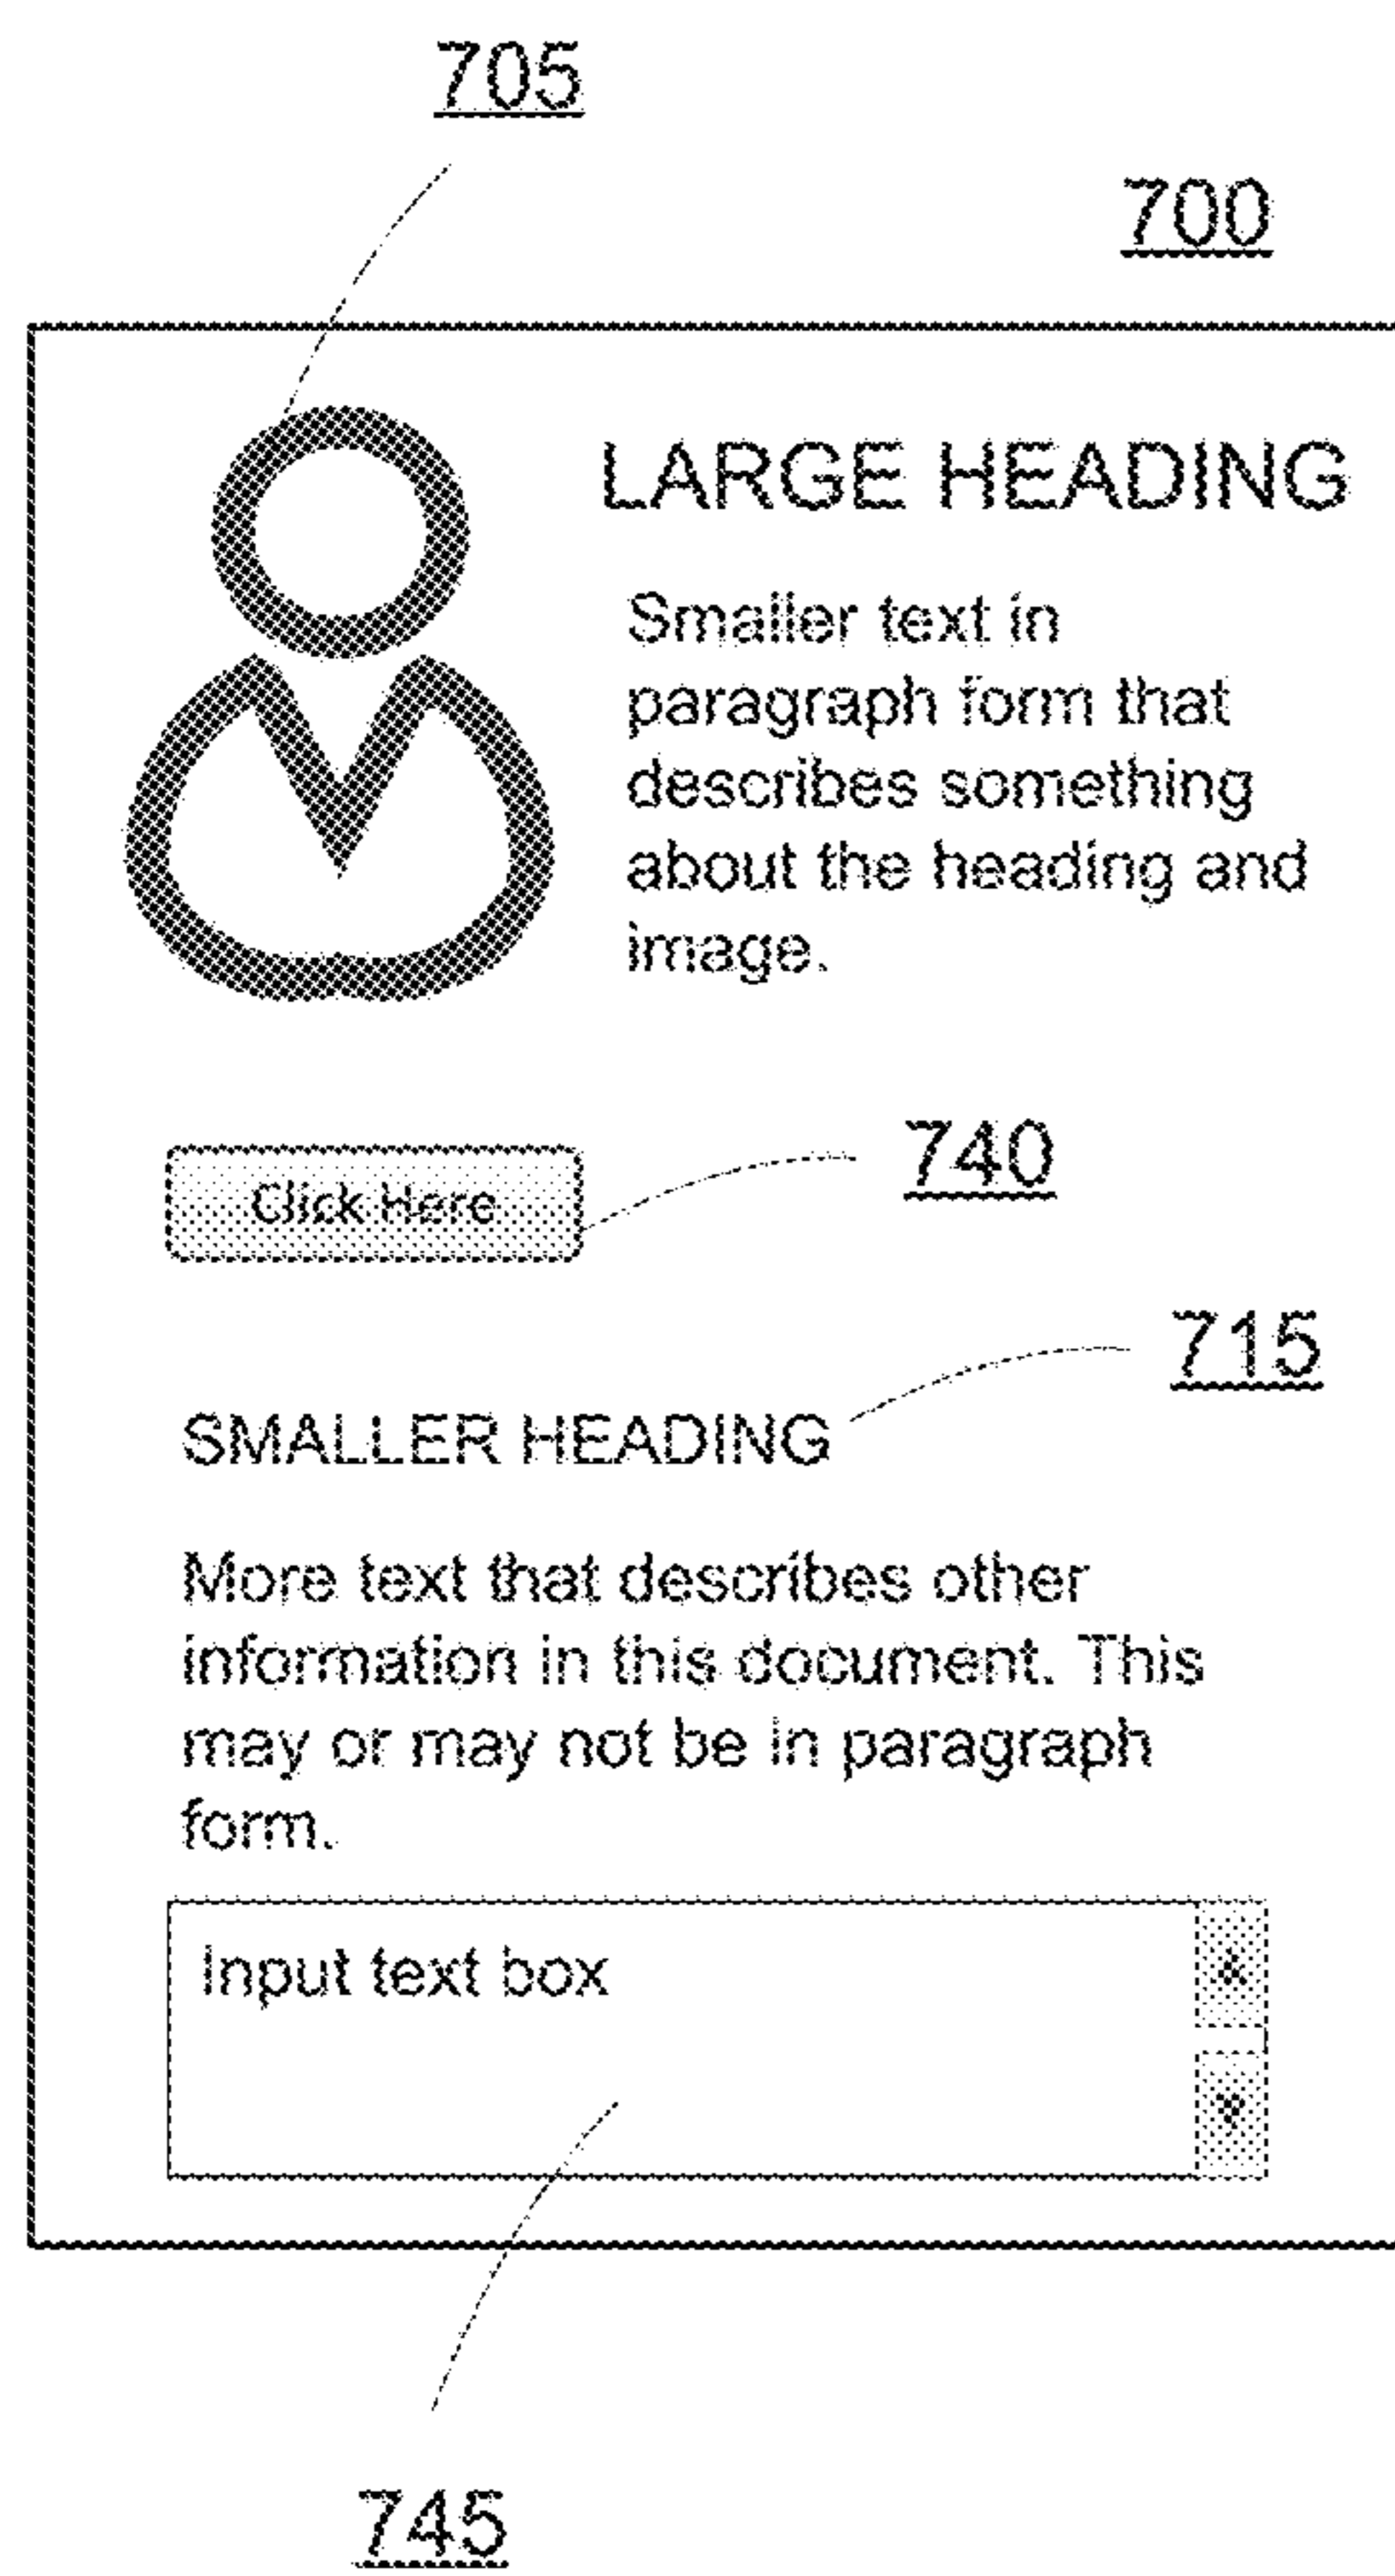 705
700
LARGE HEADING
Smaller text in
paragraph form that
describes something
about the heading and
image.
Click Here
740
715
SMALLER HEADING
More text that describes other
information in this document. This
may or may not be in paragraph
form.
Input text box
745